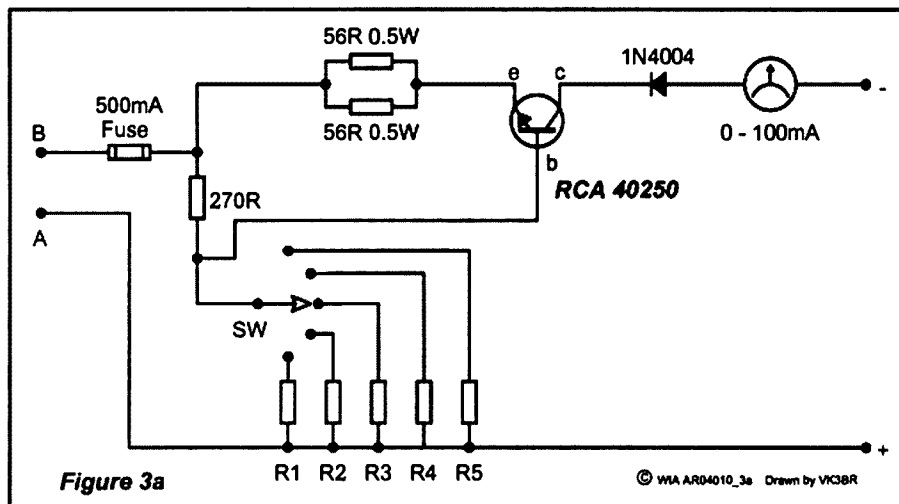 56R 0.5W
1N4004
e
c
500mA
Fuse
56R 0.5W
-
0 - 100mA
B
b
RCA 40250
270R
A
SW
+
R1 R2 R3 R4 R5
Figure 3a
© WIA AR04010_3a Drawn by VK3BR